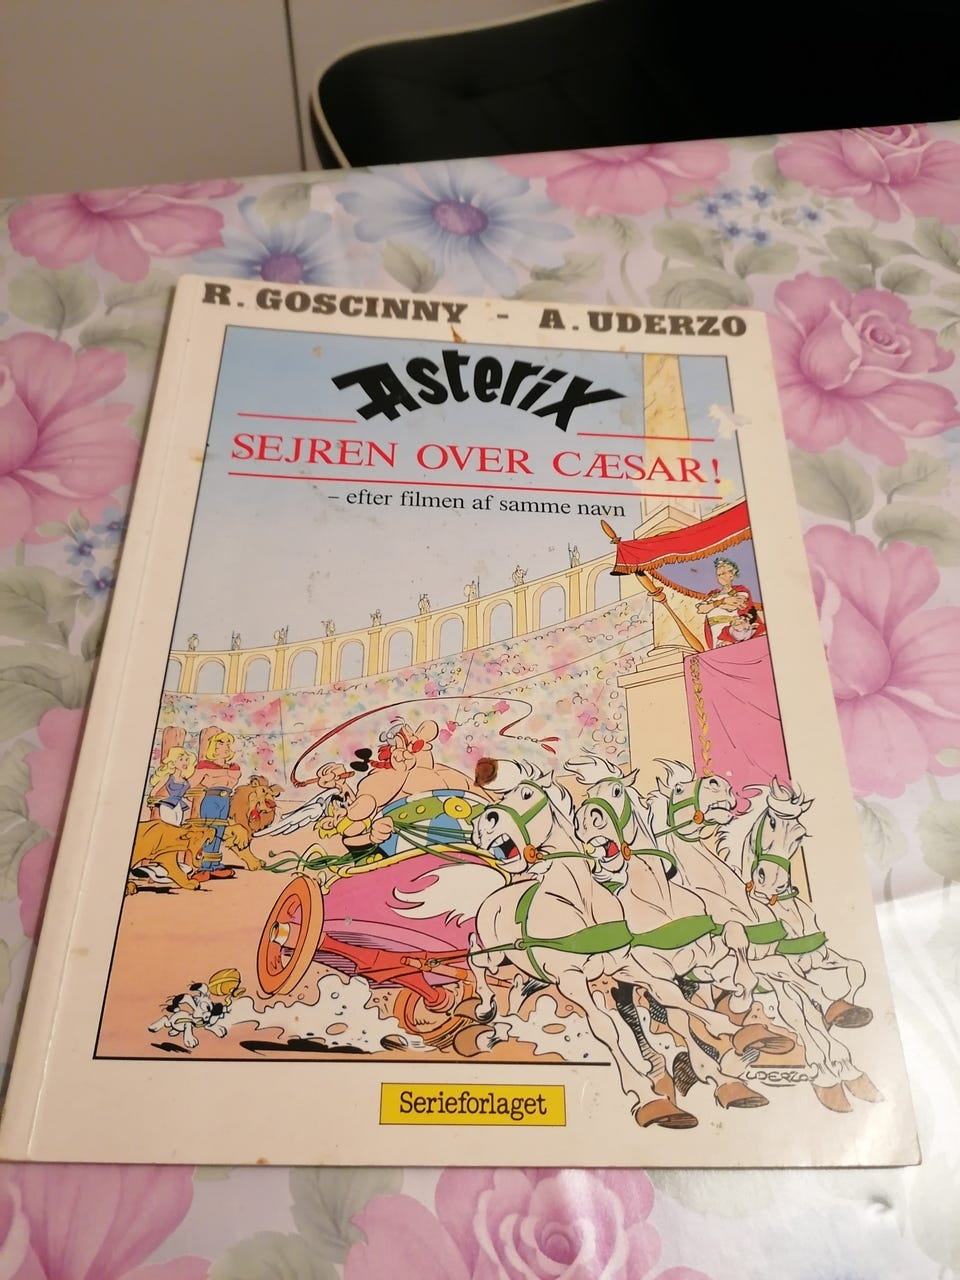 R. GOSCINNY - A. UDERZO
Asterix
SEJREN OVER CÆSAR!
– efter filmen af samme navn
UDERZO
Serieforlaget